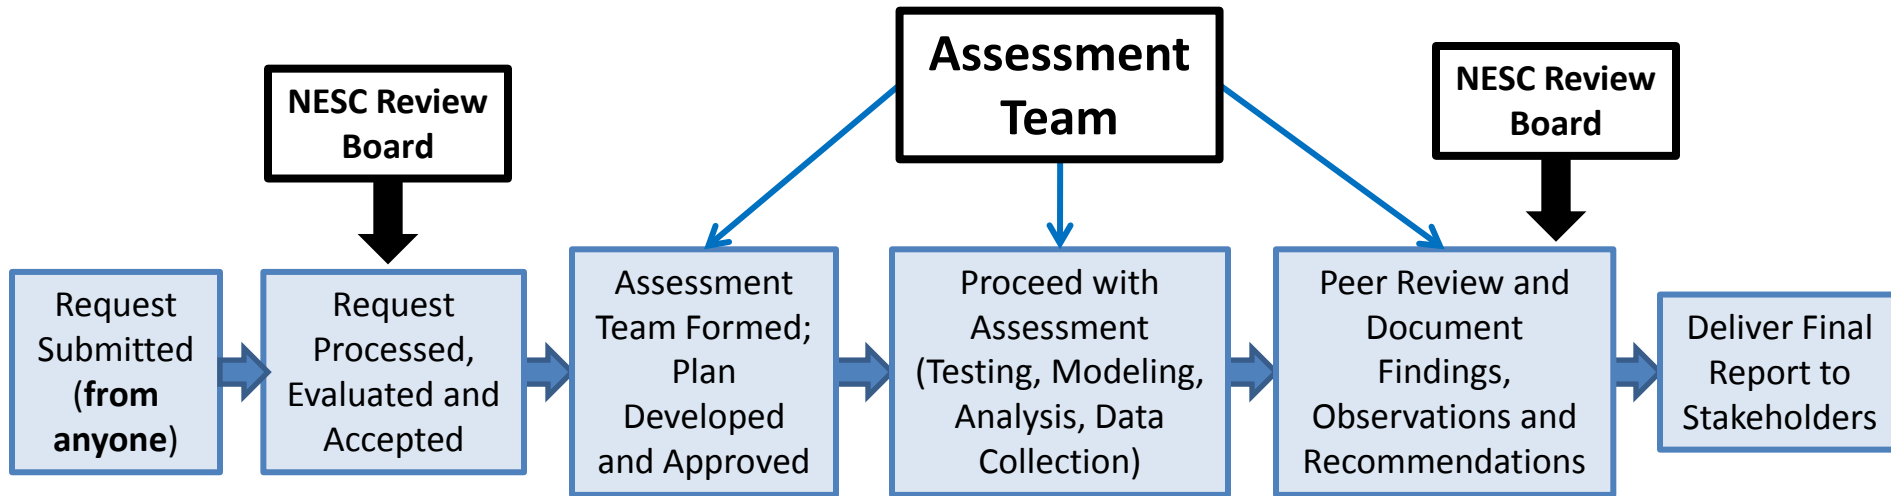 NESC Review
Board
Assessment
Team
NESC Review
Board
Request
Submitted
(from
anyone)
Request
Processed,
Evaluated and
Accepted
Assessment
Team Formed;
Plan
Developed
and Approved
Proceed with
Assessment
(Testing, Modeling,
Analysis, Data
Collection)
Peer Review and
Document
Findings,
Observations and
Recommendations
Deliver Final
Report to
Stakeholders